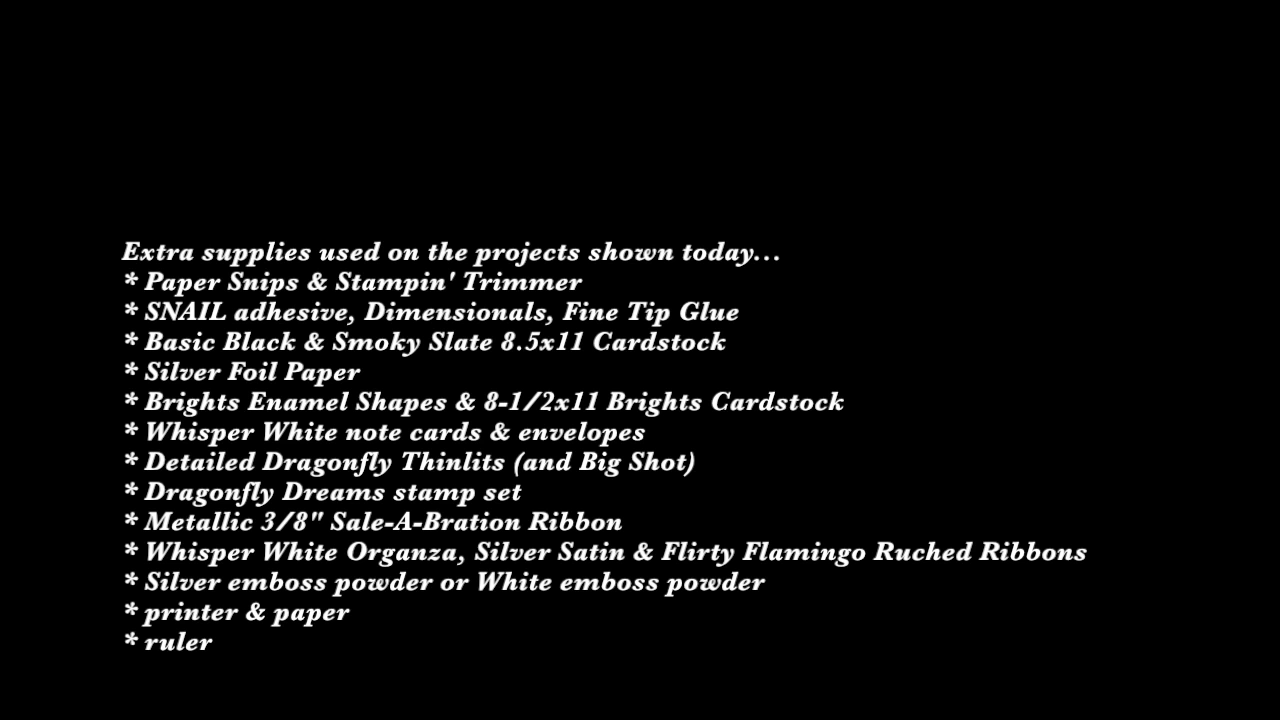 Extra supplies used on the projects shown today...
* Paper Snips & Stampin' Trimmer
* SNAIL adhesive, Dimensionals, Fine Tip Glue
* Basic Black & Smoky Slate 8.5x11 Cardstock
* Silver Foil Paper
* Brights Enamel Shapes & 8-1/2x11 Brights Cardstock
* Whisper White note cards & envelopes
* Detailed Dragonfly Thinlits (and Big Shot)
* Dragonfly Dreams stamp set
* Metallic 3/8" Sale-A-Bration Ribbon
* Whisper White Organza, Silver Satin & Flirty Flamingo Ruched Ribbons
* Silver emboss powder or White emboss powder
* printer & paper
* ruler